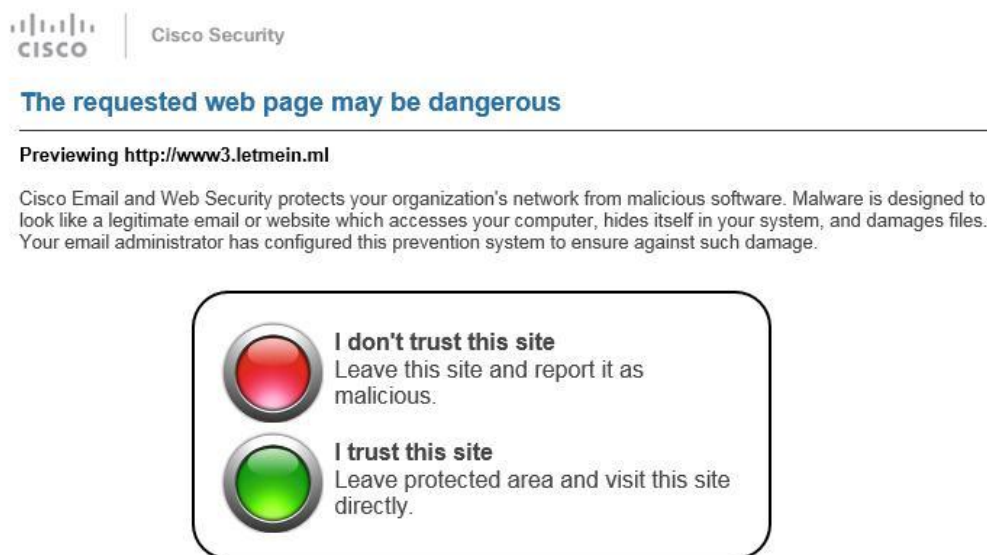 CISCO
Cisco Security
The requested web page may be dangerous
Previewing http://www3.letmein.ml
Cisco Email and Web Security protects your organization's network from malicious software. Malware is designed to
look like a legitimate email or website which accesses your computer, hides itself in your system, and damages files.
Your email administrator has configured this prevention system to ensure against such damage.
I don't trust this site
Leave this site and report it as
malicious.
I trust this site
Leave protected area and visit this site
directly.